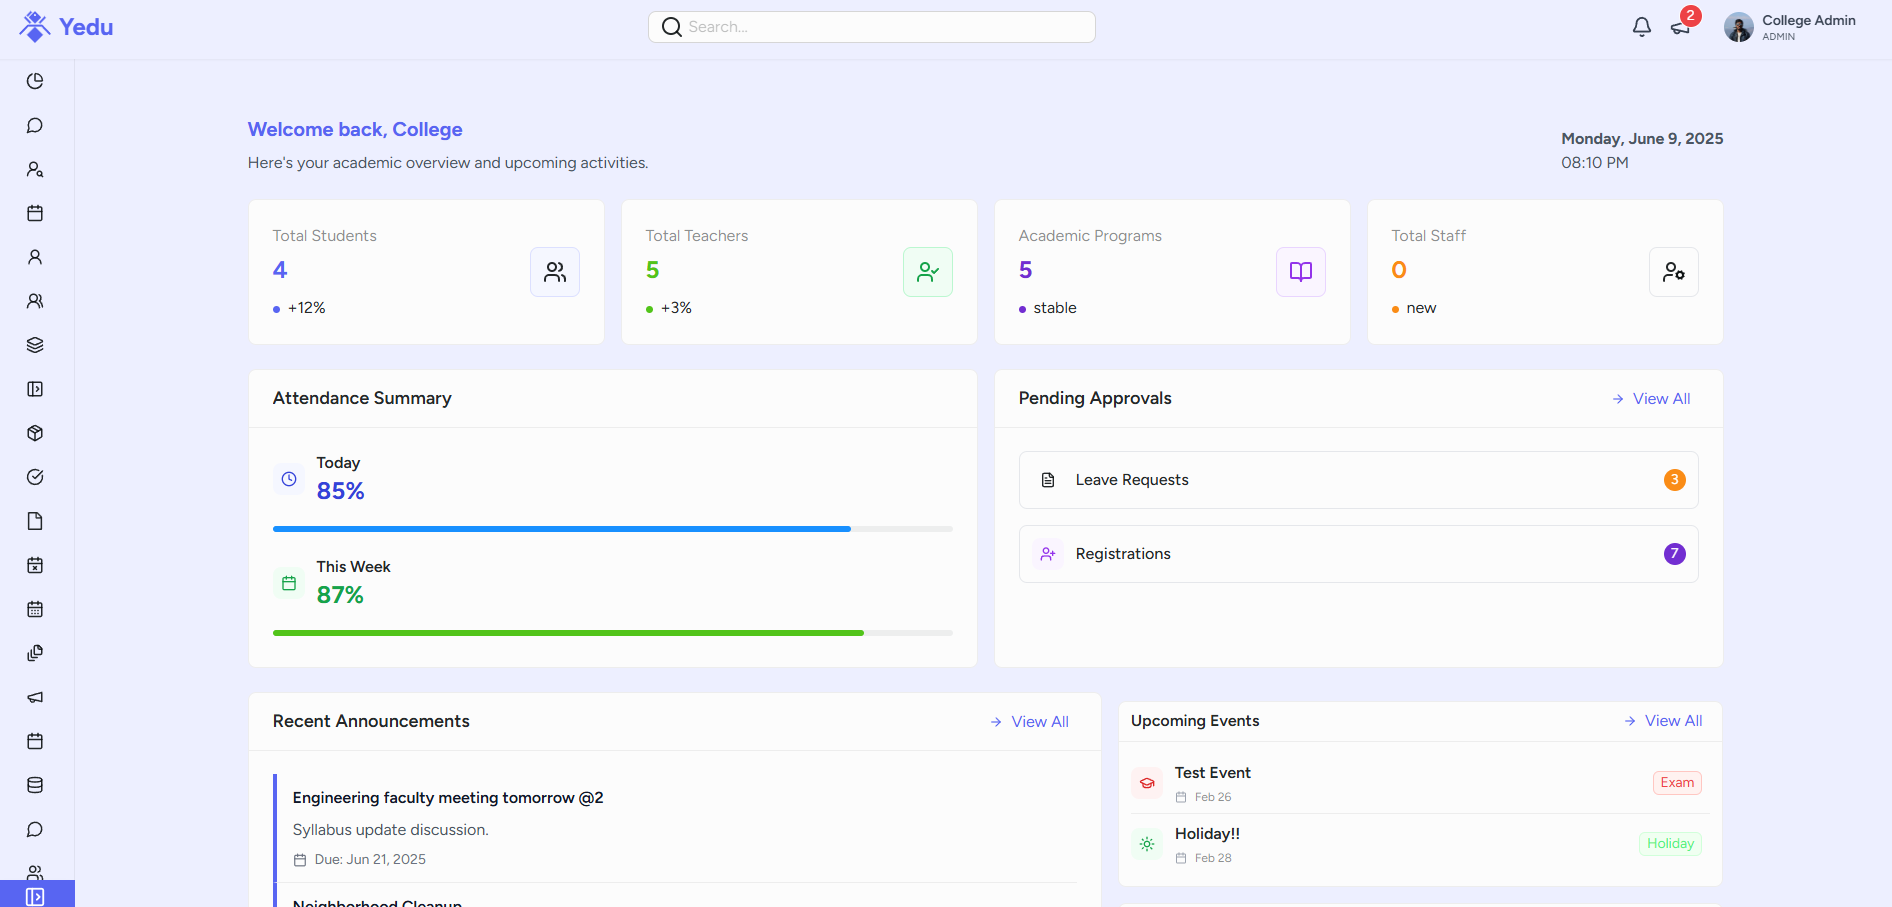 Yedu
Search...
2
College Admin
ADMIN
Welcome back, College
Here's your academic overview and upcoming activities.
Monday, June 9, 2025
08:10 PM
Total Students
4
+12%
Total Teachers
5
+3%
Academic Programs
5
stable
Total Staff
0
new
Attendance Summary
Today
85%
This Week
87%
Pending Approvals
View All
Leave Requests
3
Registrations
7
Recent Announcements
View All
Engineering faculty meeting tomorrow @2
Syllabus update discussion.
Due: Jun 21, 2025
Neighborhood Cleanup
Upcoming Events
View All
Test Event
Feb 26
Exam
Holiday!!
Feb 28
Holiday